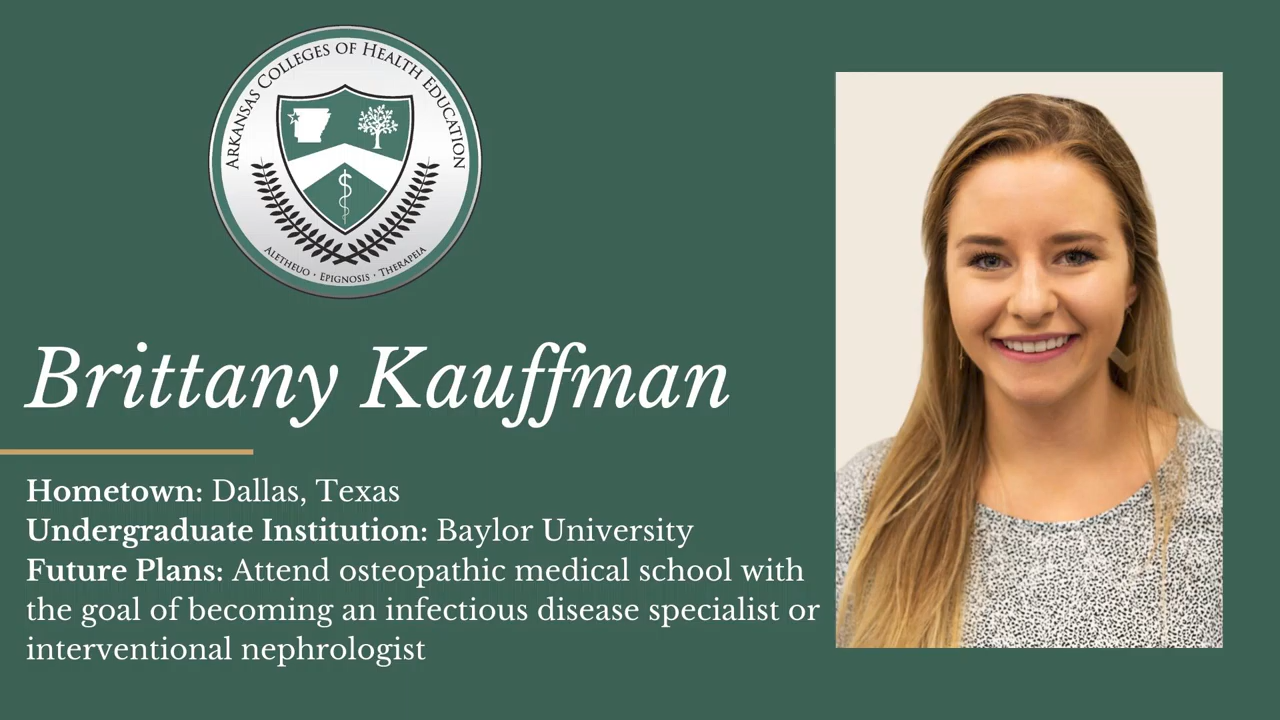 ARKANSAS COLLEGES OF HEALTH EDUCATION
ALETHEUO · EPIGNOSIS · THERAPEIA
Brittany Kauffman
Hometown: Dallas, Texas
Undergraduate Institution: Baylor University
Future Plans: Attend osteopathic medical school with
the goal of becoming an infectious disease specialist or
interventional nephrologist